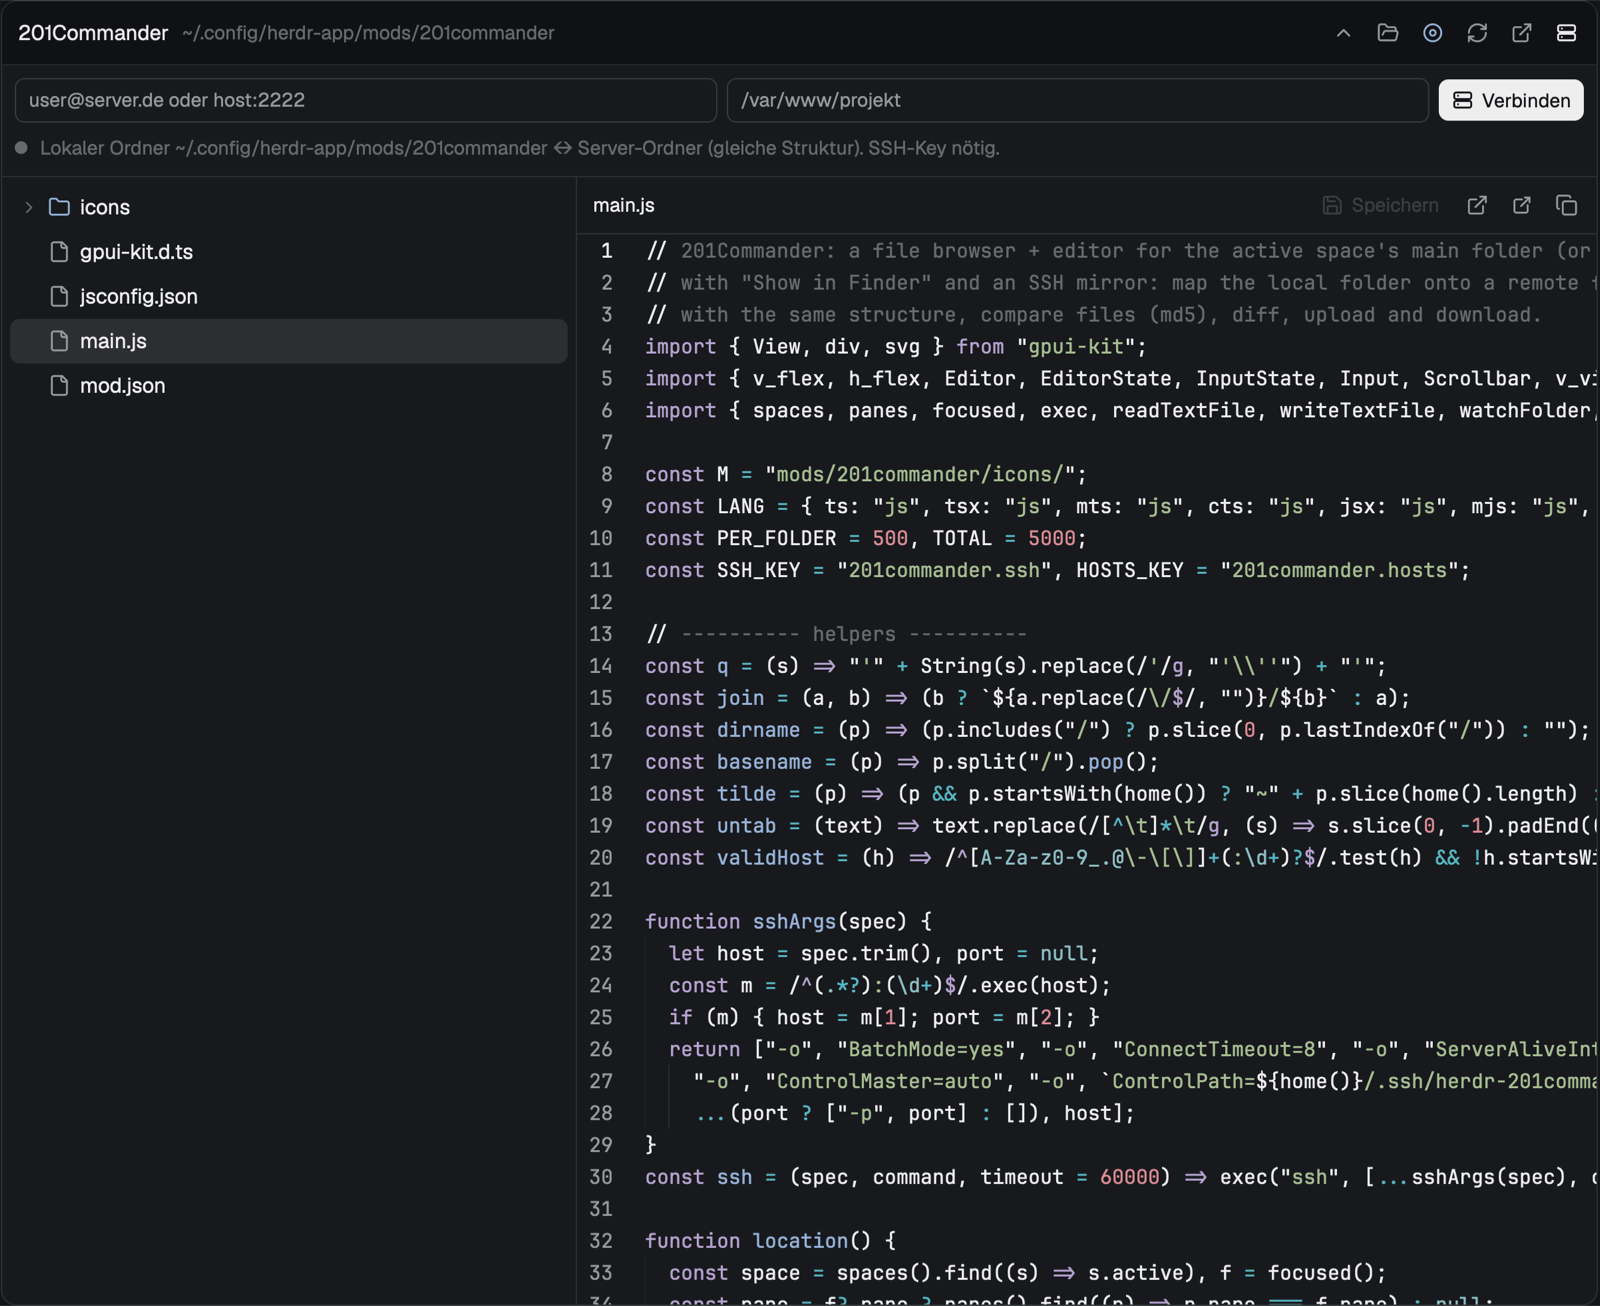 201Commander ~/.config/herdr-app/mods/201commander
user@server.de oder host:2222
/var/www/projekt
Verbinden
Lokaler Ordner ~/.config/herdr-app/mods/201commander ↔ Server-Ordner (gleiche Struktur). SSH-Key nötig.
icons
gpui-kit.d.ts
jsconfig.json
main.js
mod.json
main.js
Speichern
1 // 201Commander: a file browser + editor for the active space's main folder (or
2 // with "Show in Finder" and an SSH mirror: map the local folder onto a remote
3 // with the same structure, compare files (md5), diff, upload and download.
4 import { View, div, svg } from "gpui-kit";
5 import { v_flex, h_flex, Editor, EditorState, InputState, Input, Scrollbar,
6 import { spaces, panes, focused, exec, readTextFile, writeTextFile, watchFolder,
7
8 const M = "mods/201commander/icons/";
9 const LANG = { ts: "js", tsx: "js", mts: "js", cts: "js", jsx: "js", mjs: "js",
10 const PER_FOLDER = 500, TOTAL = 5000;
11 const SSH_KEY = "201commander.ssh", HOSTS_KEY = "201commander.hosts";
12
13 // ---------- helpers ----------
14 const q = (s) => "'" + String(s).replace(/'/g, "'\\''") + "'";
15 const join = (a, b) => (b ? `${a.replace(/\/$/, "")}/${b}` : a);
16 const dirname = (p) => (p.includes("/") ? p.slice(0, p.lastIndexOf("/")) : "");
17 const basename = (p) => p.split("/").pop();
18 const tilde = (p) => (p && p.startsWith(home()) ? "~" + p.slice(home().length) :
19 const untab = (text) => text.replace(/[^\t]*\t/g, (s) => s.slice(0, -1).padEnd((
20 const validHost = (h) => /^[A-Za-z0-9_.@\-\[\]]+(:\d+)?$/.test(h) && !h.startsWi
21
22 function sshArgs(spec) {
23 let host = spec.trim(), port = null;
24 const m = /^(.*?):(\d+)$/.exec(host);
25 if (m) { host = m[1]; port = m[2]; }
26 return ["-o", "BatchMode=yes", "-o", "ConnectTimeout=8", "-o", "ServerAliveInt
27 "-o", "ControlMaster=auto", "-o", `ControlPath=${home()}/.ssh/herdr-201comma
28 ...(port ? ["-p", port] : []), host];
29 }
30 const ssh = (spec, command, timeout = 60000) => exec("ssh", [...sshArgs(spec),
31
32 function location() {
33 const space = spaces().find((s) => s.active), f = focused();